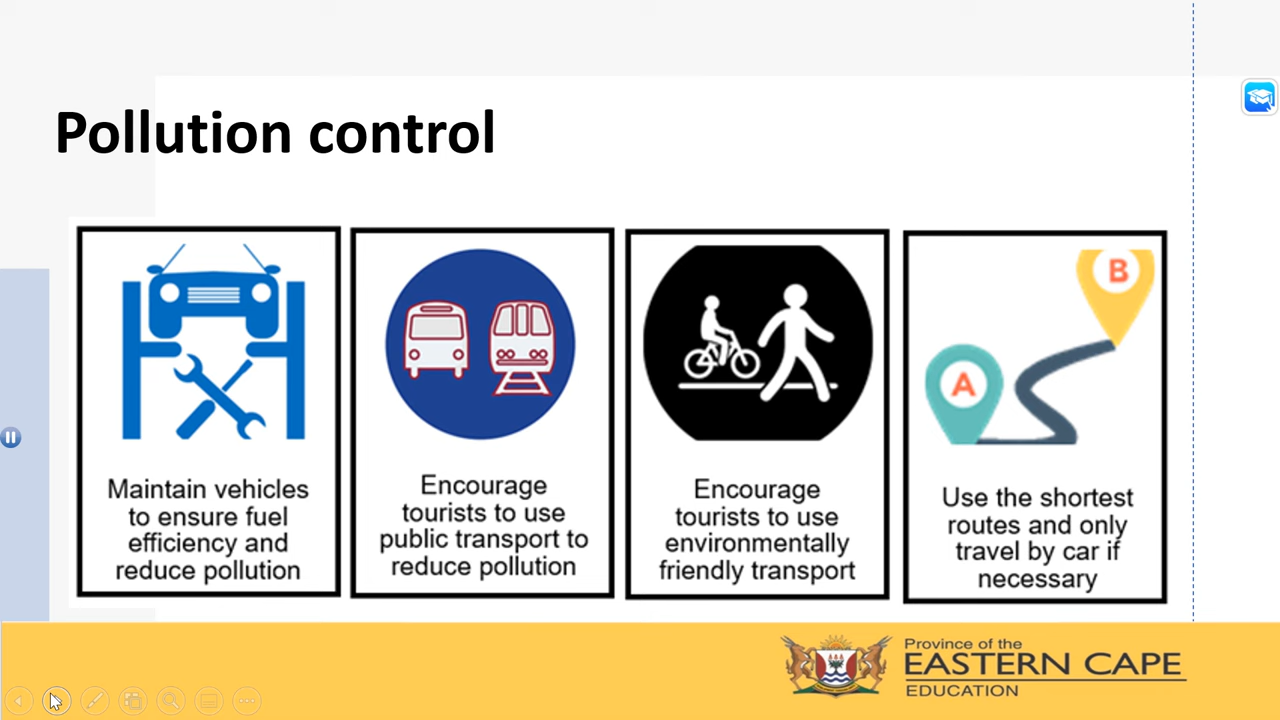 Pollution control
Maintain vehicles
to ensure fuel
efficiency and
reduce pollution
Encourage
tourists to use
public transport to
reduce pollution
Encourage
tourists to use
environmentally
friendly transport
B
A
Use the shortest
routes and only
travel by car if
necessary
Province of the
EASTERN CAPE
EDUCATION